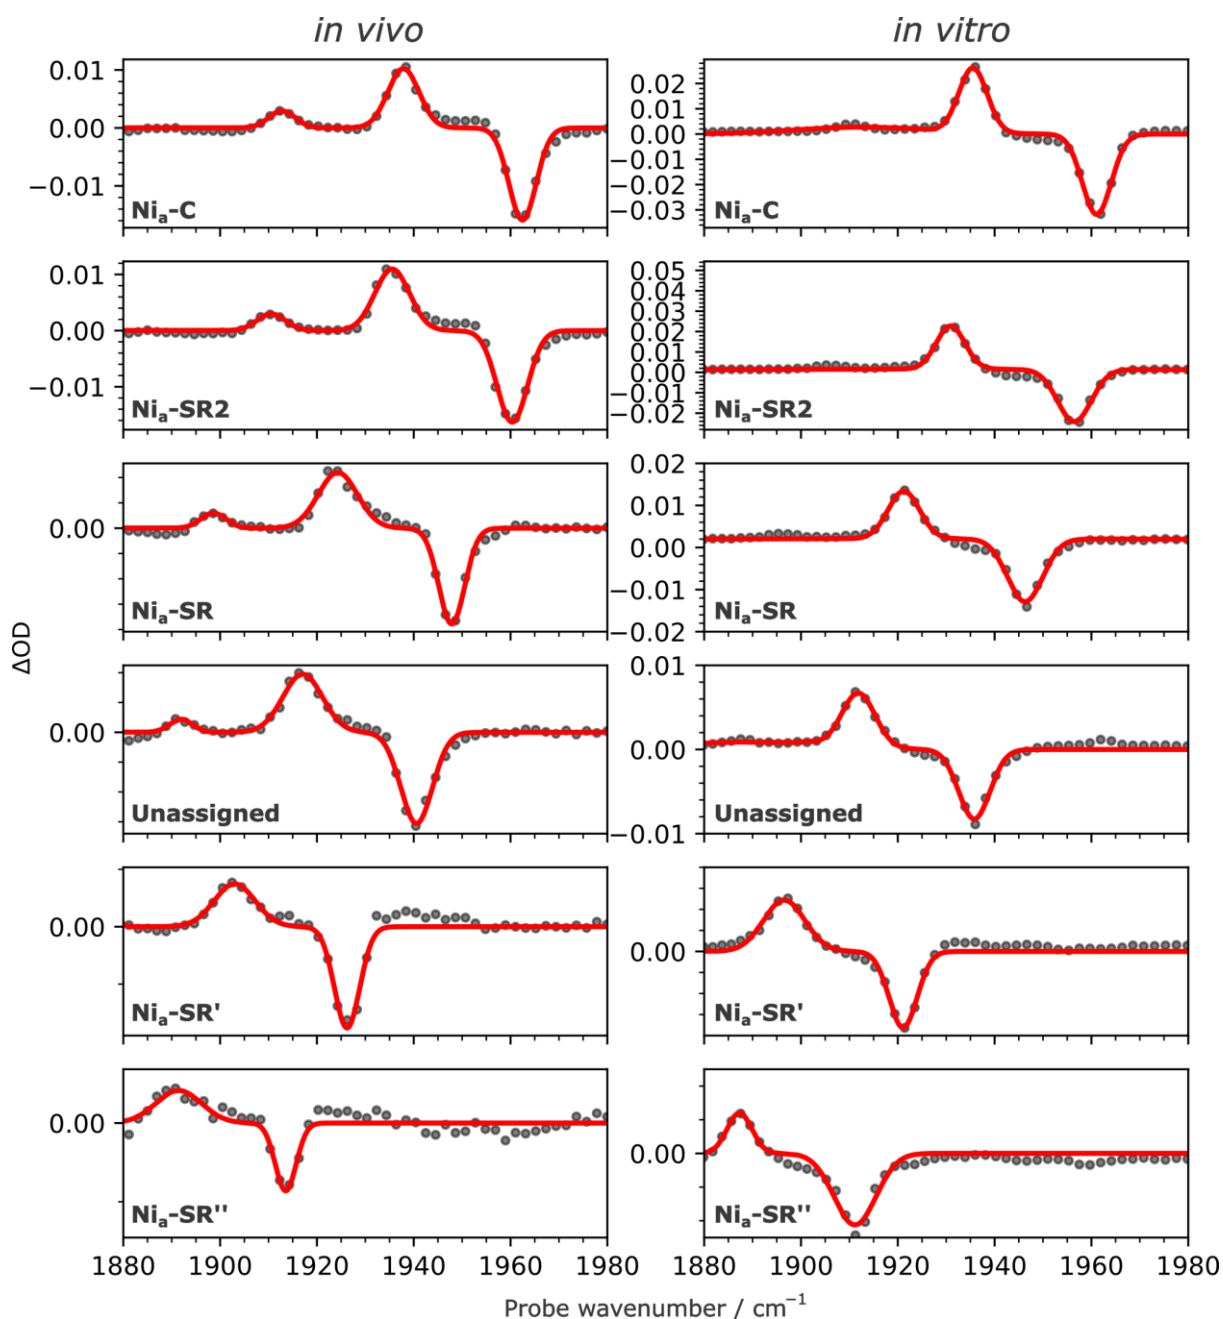 in vivo
in vitro
0.01
0.00
−0.01
Niₐ-C
0.02
0.01
0.00
−0.01
−0.02
−0.03
Niₐ-C
0.01
0.00
−0.01
Niₐ-SR2
0.05
0.04
0.03
0.02
0.01
0.00
−0.01
−0.02
Niₐ-SR2
0.00
Niₐ-SR
0.02
0.01
0.00
−0.01
−0.02
Niₐ-SR
ΔOD
0.00
Unassigned
0.01
0.00
−0.01
Unassigned
0.00
Niₐ-SR'
0.00
Niₐ-SR'
0.00
Niₐ-SR''
0.00
Niₐ-SR''
1880 1900 1920 1940 1960 1980
1880 1900 1920 1940 1960 1980
Probe wavenumber / cm⁻¹